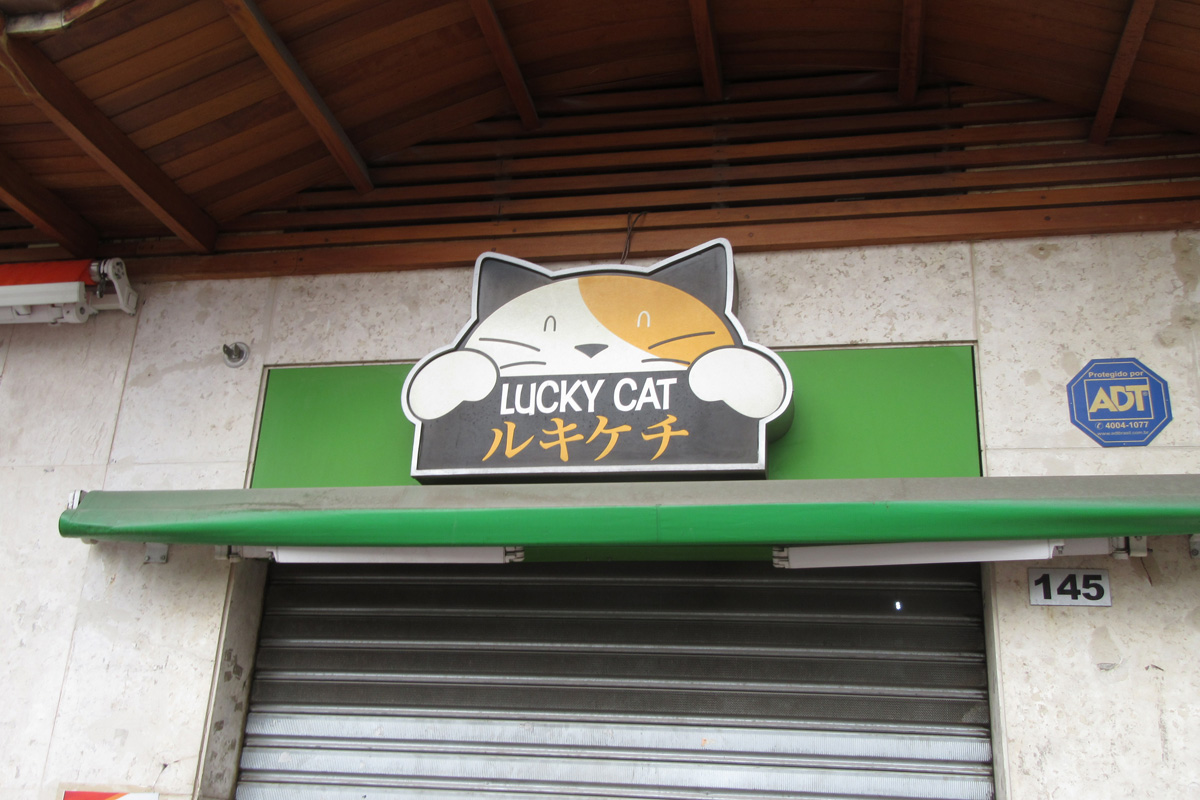 LUCKY CAT
ルキケチ
Protegido por
ADT
4004-1077
145